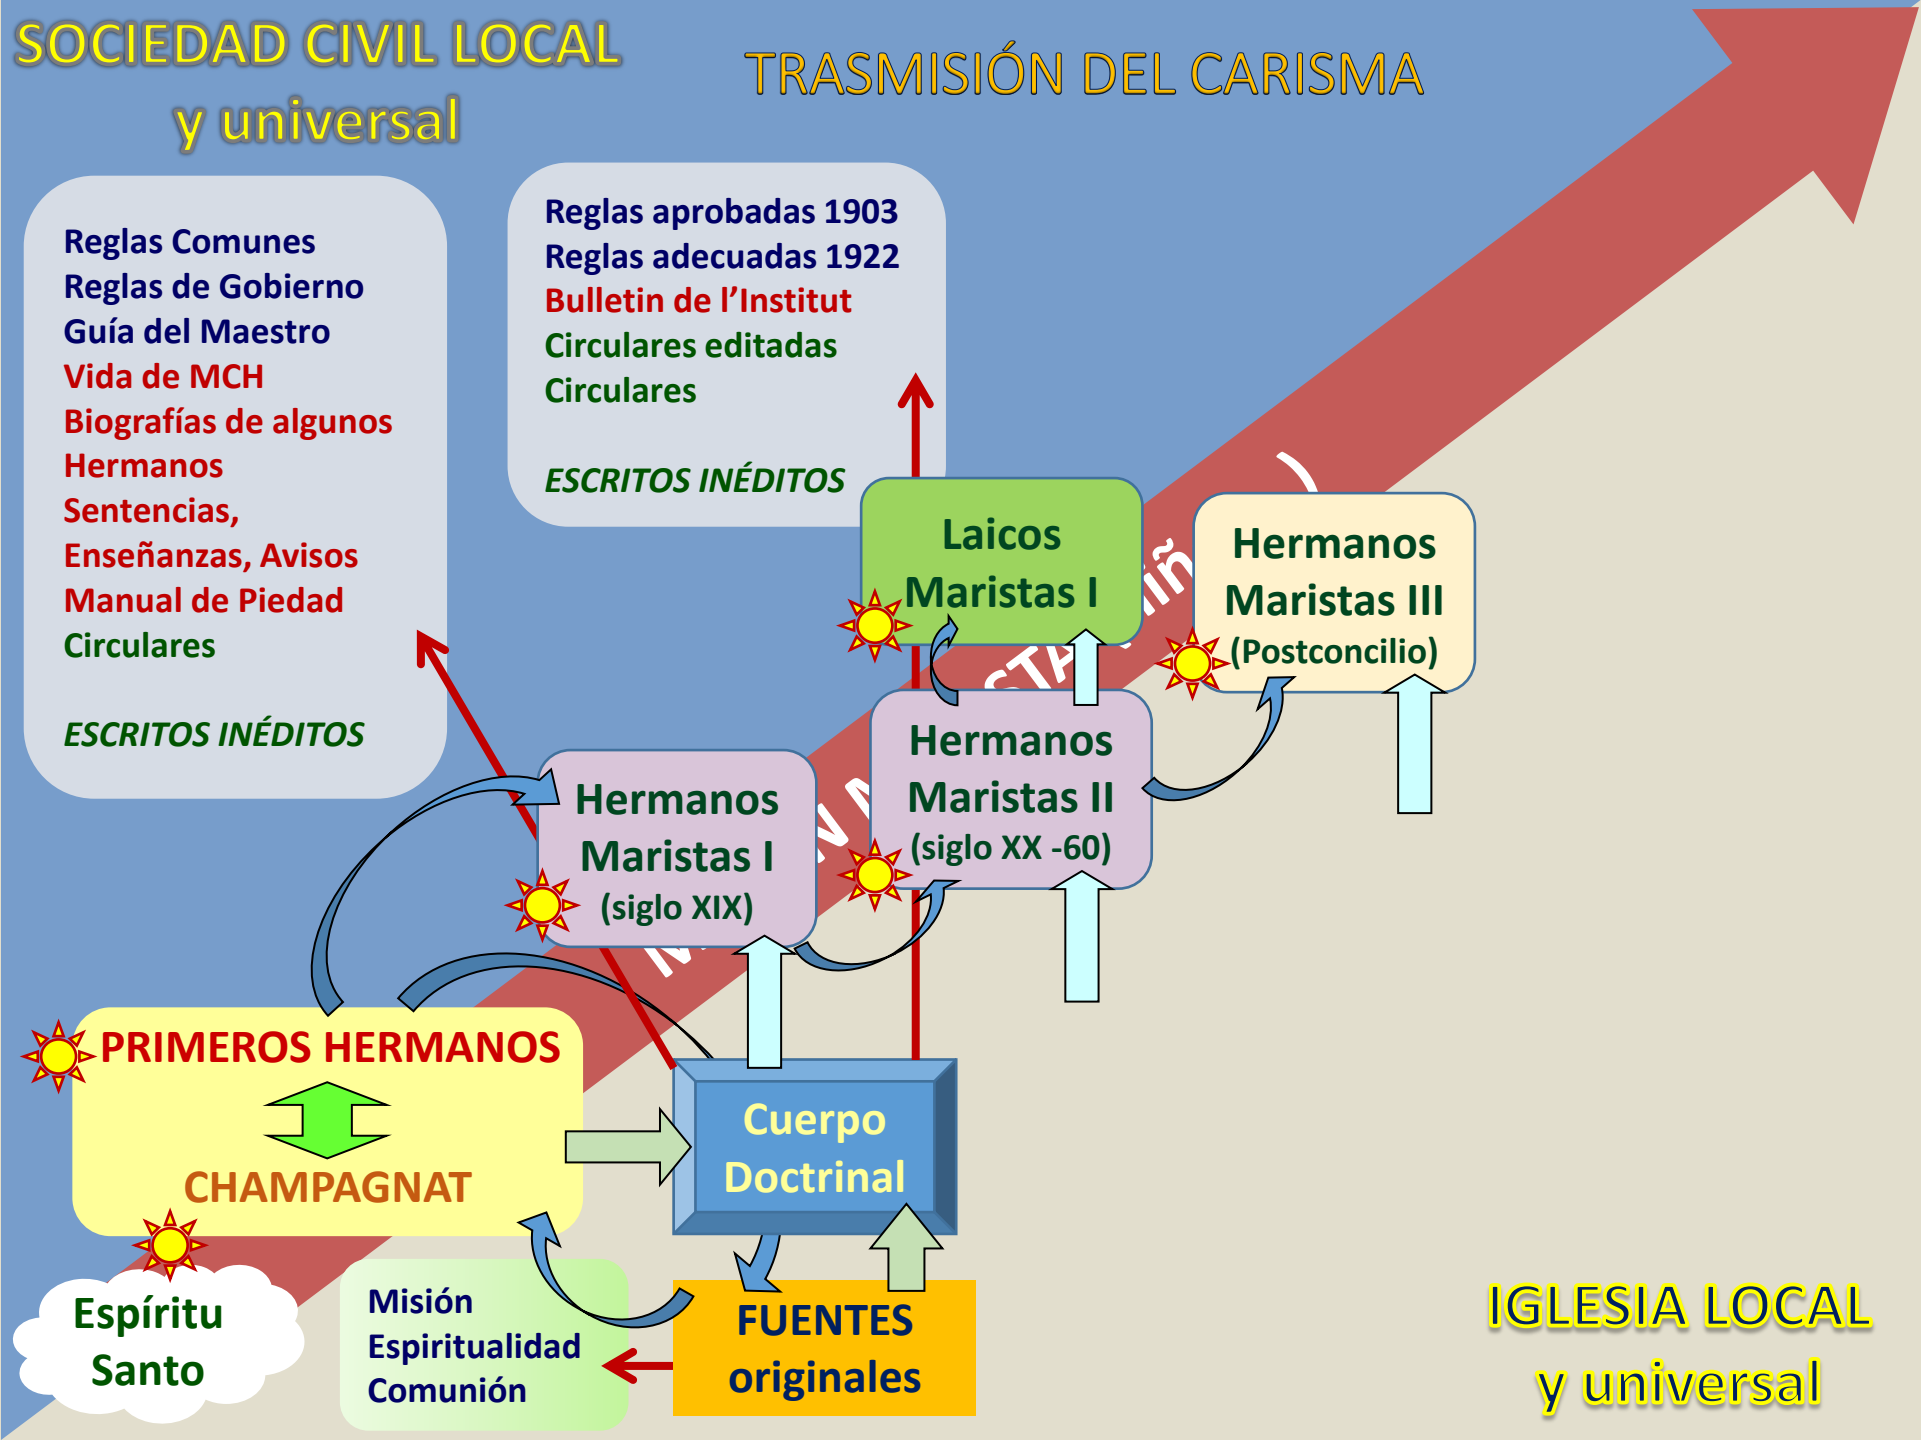 SOCIEDAD CIVIL LOCAL
y universal
TRASMISIÓN DEL CARISMA
Reglas Comunes
Reglas de Gobierno
Guía del Maestro
Vida de MCH
Biografías de algunos
Hermanos
Sentencias,
Enseñanzas, Avisos
Manual de Piedad
Circulares
ESCRITOS INÉDITOS
Reglas aprobadas 1903
Reglas adecuadas 1922
Bulletin de l’Institut
Circulares editadas
Circulares
ESCRITOS INÉDITOS
Laicos
Maristas I
Hermanos
Maristas III
(Postconcilio)
Hermanos
Maristas II
(siglo XX -60)
Hermanos
Maristas I
(siglo XIX)
PRIMEROS HERMANOS
CHAMPAGNAT
Cuerpo
Doctrinal
Espíritu
Santo
Misión
Espiritualidad
Comunión
FUENTES
originales
IGLESIA LOCAL
y universal